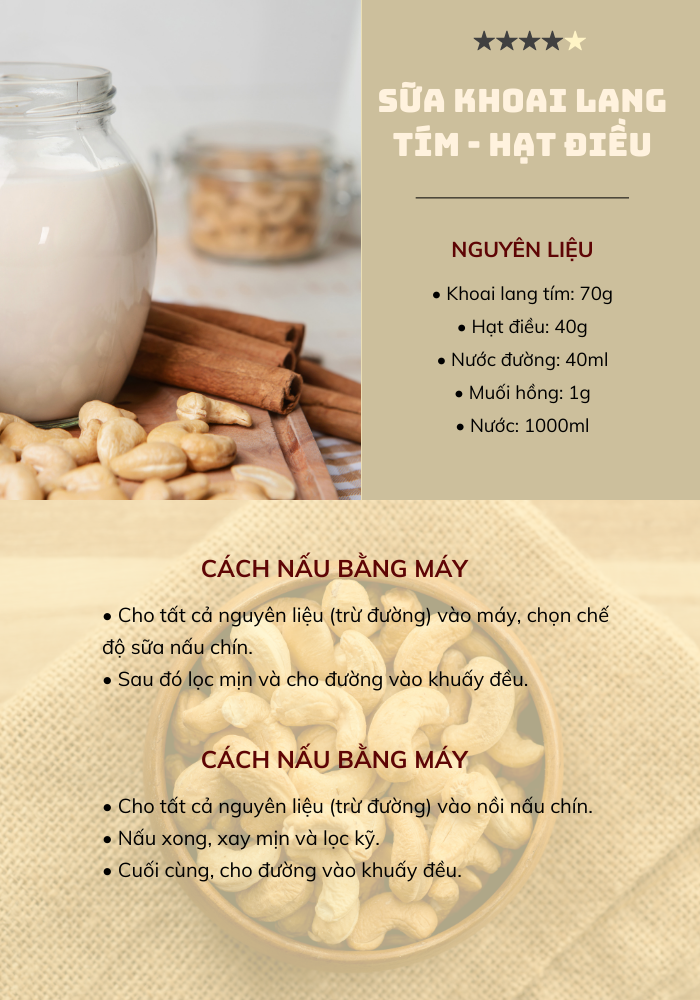 SỮA KHOAI LANG
TÍM - HẠT ĐIỀU
NGUYÊN LIỆU
• Khoai lang tím: 70g
• Hạt điều: 40g
• Nước đường: 40ml
• Muối hồng: 1g
• Nước: 1000ml
CÁCH NẤU BẰNG MÁY
• Cho tất cả nguyên liệu (trừ đường) vào máy, chọn chế
độ sữa nấu chín.
• Sau đó lọc mịn và cho đường vào khuấy đều.
CÁCH NẤU BẰNG MÁY
• Cho tất cả nguyên liệu (trừ đường) vào nồi nấu chín.
• Nấu xong, xay mịn và lọc kỹ.
• Cuối cùng, cho đường vào khuấy đều.